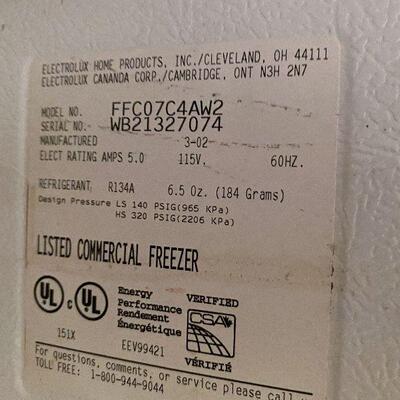 ELECTROLUX HOME PRODUCTS, INC./CLEVELAND, OH 44111
ELECTROLUX CANANDA CORP./CAMBRIDGE, ONT N3H 2N7
MODEL NO. FFC07C4AW2
SERIAL NO. WB21327074
MANUFACTURED 3-02
ELECT RATING AMPS 5.0 115V. 60HZ.
REFRIGERANT R134A 6.5 Oz. (184 Grams)
Design Pressure LS 140 PSIG(965 KPa)
HS 320 PSIG(2206 KPa)
LISTED COMMERCIAL FREEZER
UL c UL
151X
Energy
Performance
Rendement
Énergétique
EEV99421
VERIFIED
CSA
VÉRIFIÉ
For questions, comments, or service please call
TOLL FREE: 1-800-944-9044